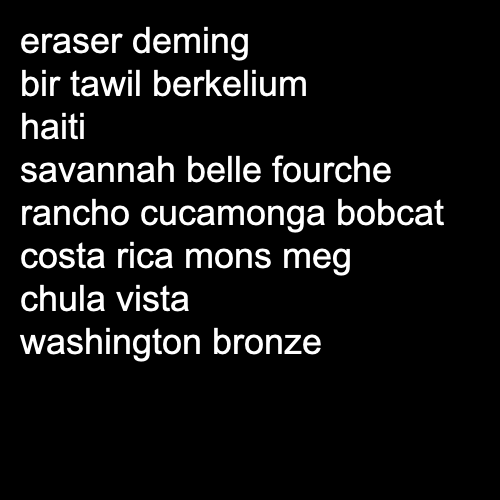 eraser deming
bir tawil berkelium
haiti
savannah belle fourche
rancho cucamonga bobcat
costa rica mons meg
chula vista
washington bronze